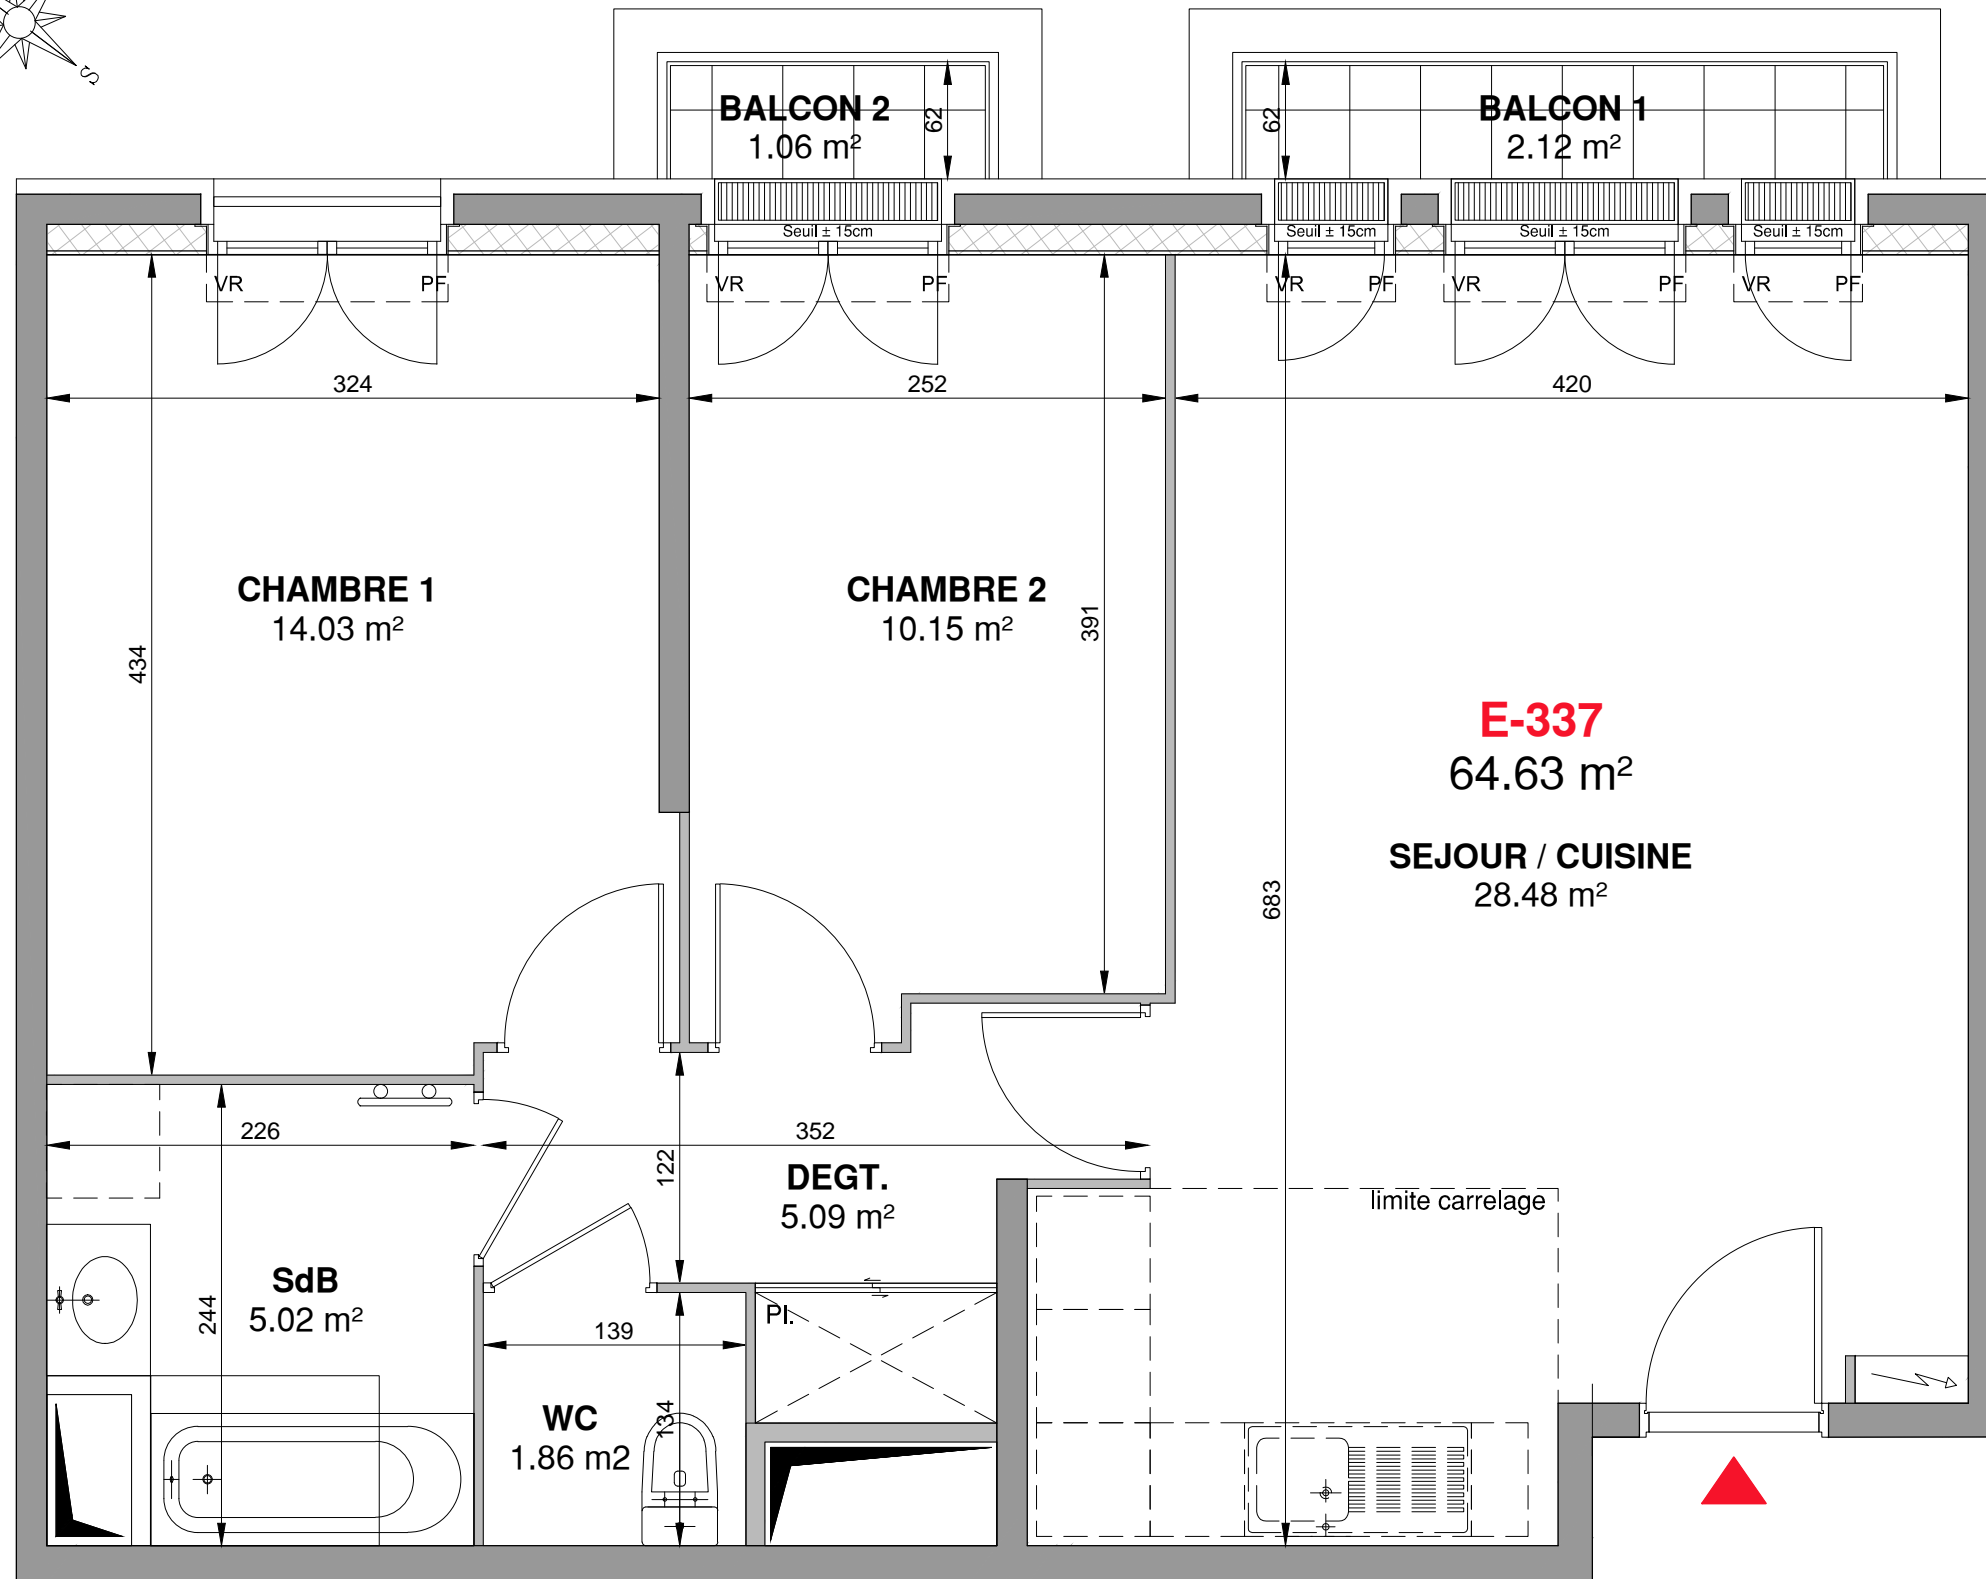 S
BALCON 2
1.06 m²
62
62
BALCON 1
2.12 m²
Seuil ± 15cm
Seuil ± 15cm
Seuil ± 15cm
Seuil ± 15cm
VR
PF
VR
PF
VR
PF
VR
PF
VR
PF
324
252
420
CHAMBRE 1
14.03 m²
434
CHAMBRE 2
10.15 m²
391
E-337
64.63 m²
SEJOUR / CUISINE
28.48 m²
683
226
352
122
DEGT.
5.09 m²
limite carrelage
SdB
5.02 m²
244
Pl.
139
WC
1.86 m2
134